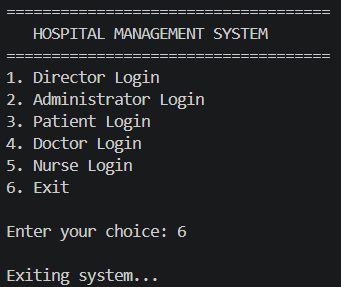 ====================================
HOSPITAL MANAGEMENT SYSTEM
====================================
1. Director Login
2. Administrator Login
3. Patient Login
4. Doctor Login
5. Nurse Login
6. Exit
Enter your choice: 6
Exiting system...